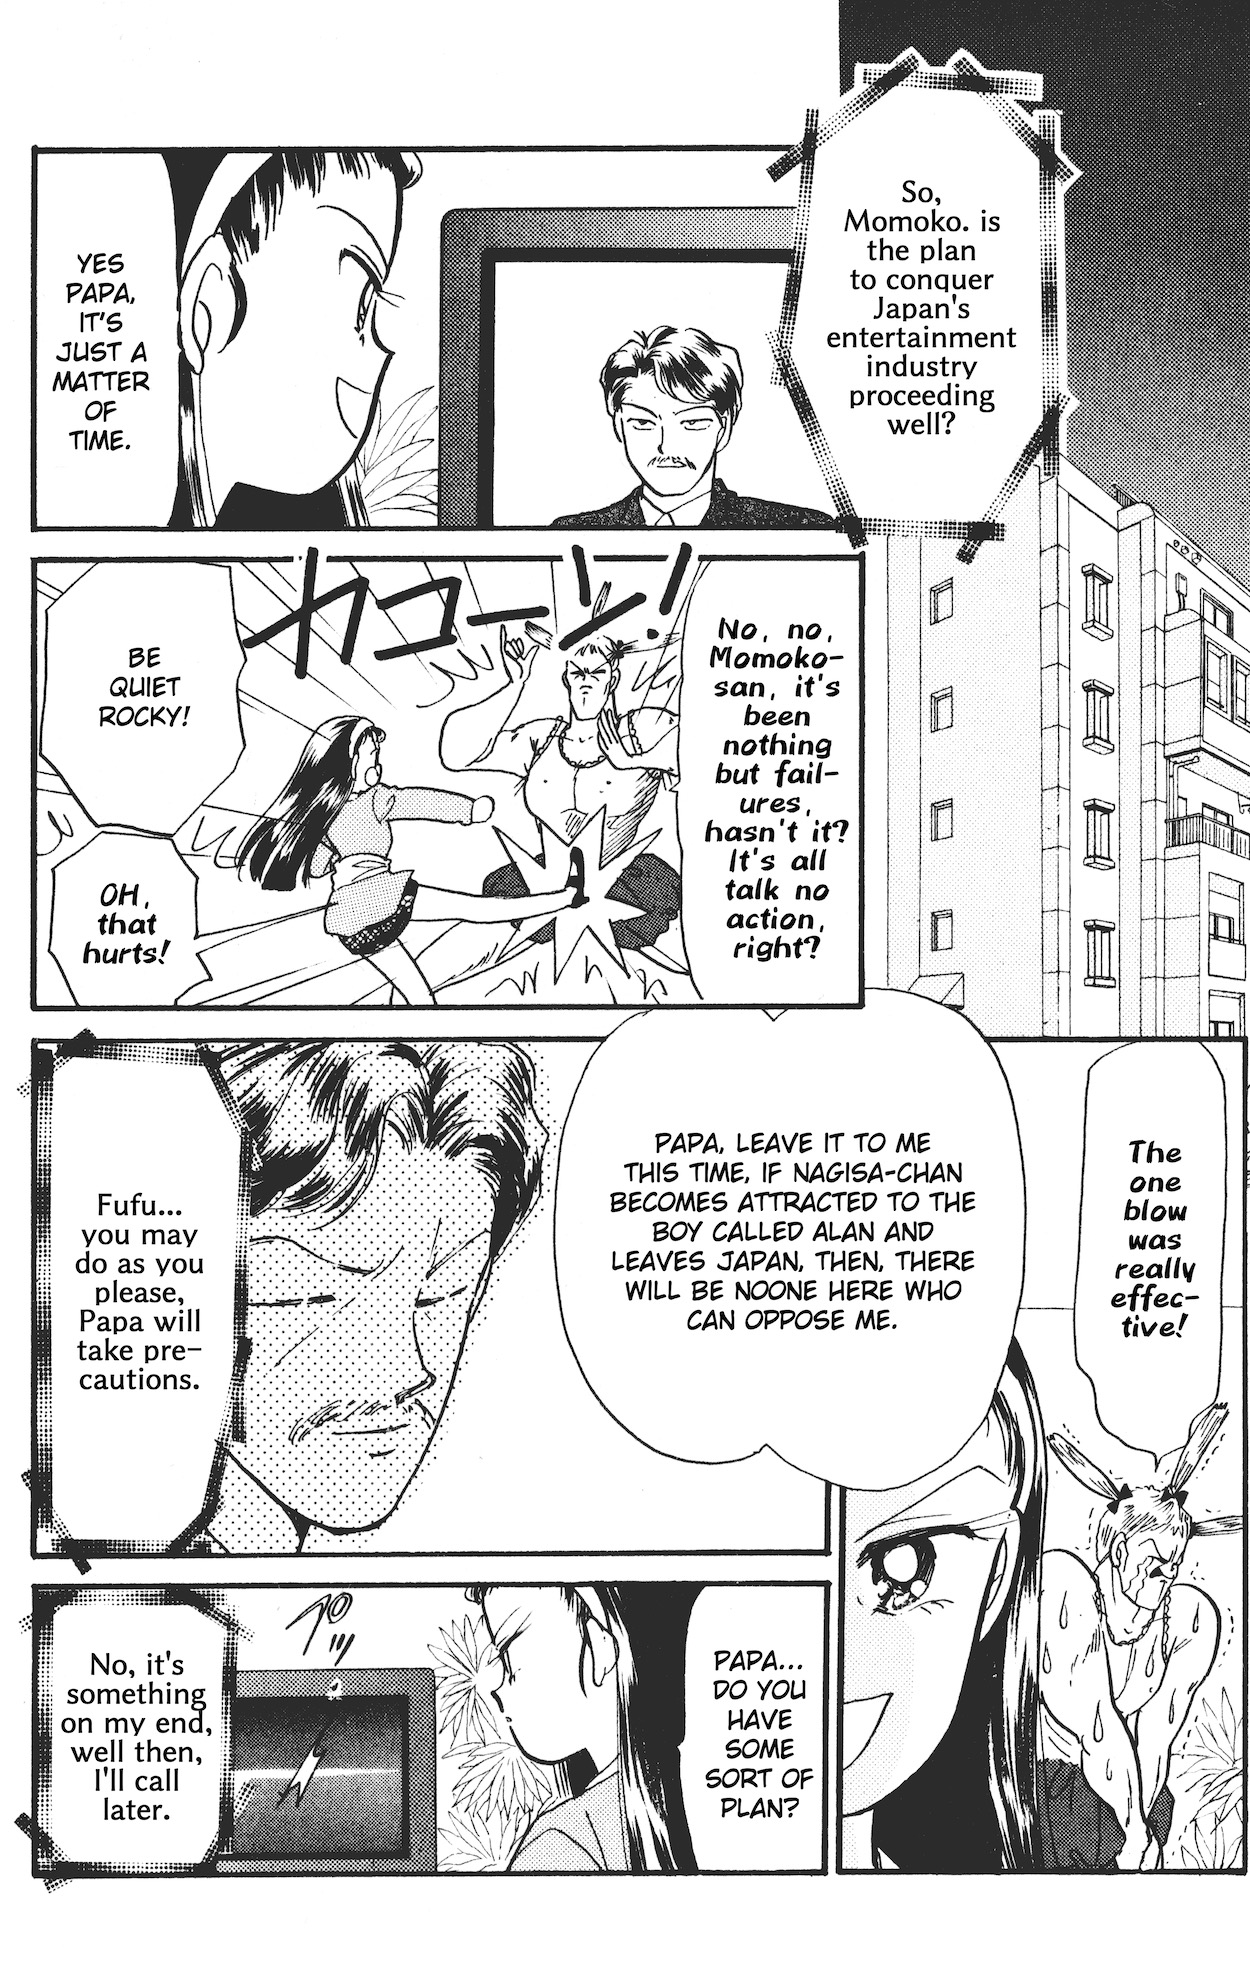 So,
Momoko. is
the plan
to conquer
Japan's
entertainment
industry
proceeding
well?
YES
PAPA,
IT'S
JUST A
MATTER
OF
TIME.
No, no,
Momoko-
san, it's
been
nothing
but fail-
ures,
hasn't it?
It's all
talk no
action,
right?
カコーン!
BE
QUIET
ROCKY!
OH,
that
hurts!
The
one
blow
was
really
effec-
tive!
PAPA, LEAVE IT TO ME
THIS TIME, IF NAGISA-CHAN
BECOMES ATTRACTED TO THE
BOY CALLED ALAN AND
LEAVES JAPAN, THEN, THERE
WILL BE NOONE HERE WHO
CAN OPPOSE ME.
Fufu...
you may
do as you
please,
Papa will
take pre-
cautions.
PAPA...
DO YOU
HAVE
SOME
SORT OF
PLAN?
プツ
No, it's
something
on my end,
well then,
I'll call
later.